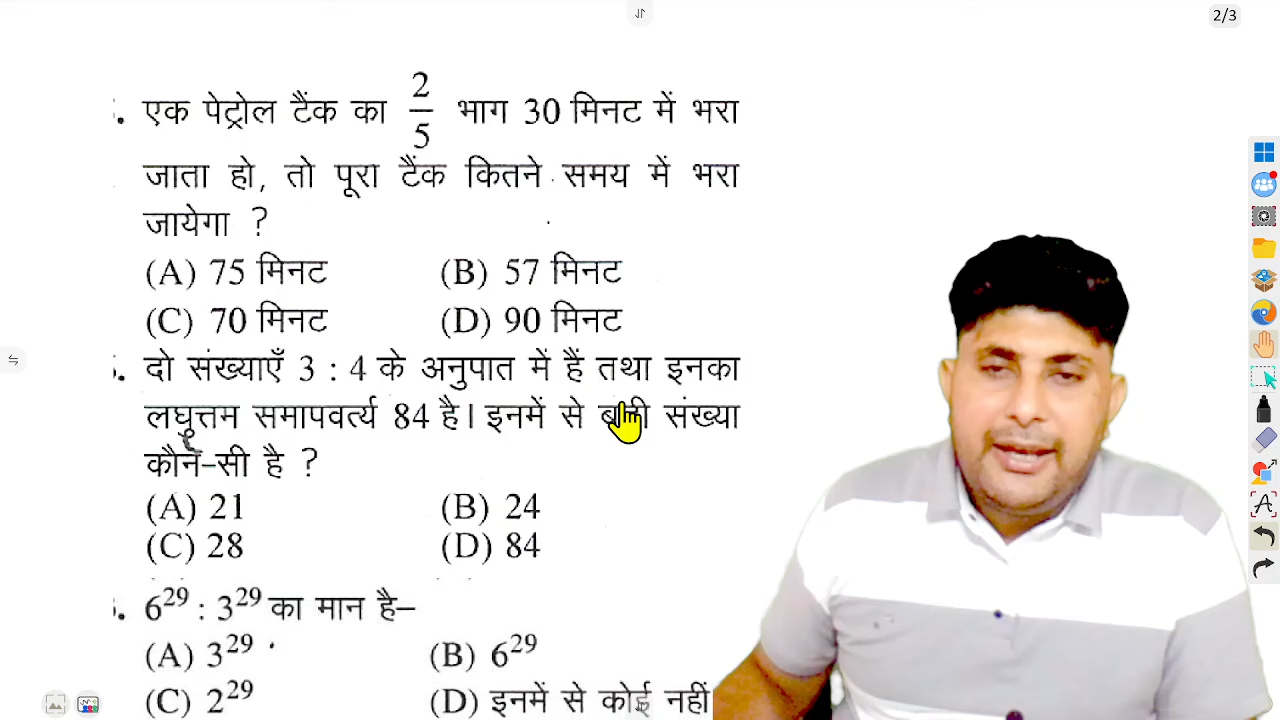 2/3
. एक पेट्रोल टैंक का 2/5 भाग 30 मिनट में भरा
जाता हो, तो पूरा टैंक कितने समय में भरा
जायेगा ?
(A) 75 मिनट (B) 57 मिनट
(C) 70 मिनट (D) 90 मिनट
. दो संख्याएँ 3 : 4 के अनुपात में हैं तथा इनका
लघुत्तम समापवर्त्य 84 है। इनमें से संख्या
कौन-सी है ?
(A) 21 (B) 24
(C) 28 (D) 84
. 6²⁹ : 3²⁹ का मान है–
(A) 3²⁹ (B) 6²⁹
(C) 2²⁹ (D) इनमें से कोई नहीं